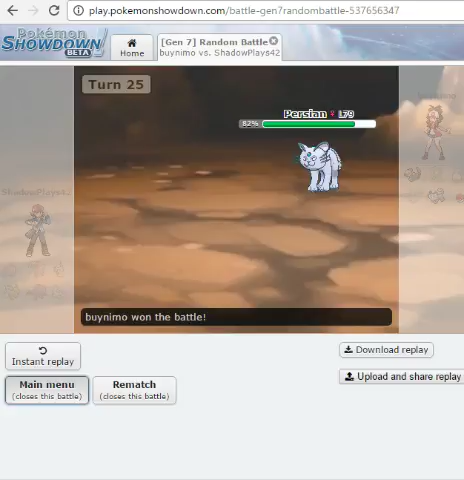 play.pokemonshowdown.com/battle-gen7randombattle-537656347
Pokémon
SHOWDOWN
BETA
Home
[Gen 7] Random Battle
buynimo vs. ShadowPlays42
Turn 25
Persian L79
82%
ShadowPlays42
buynimo won the battle!
Instant replay
Download replay
Main menu
(closes this battle)
Rematch
(closes this battle)
Upload and share replay